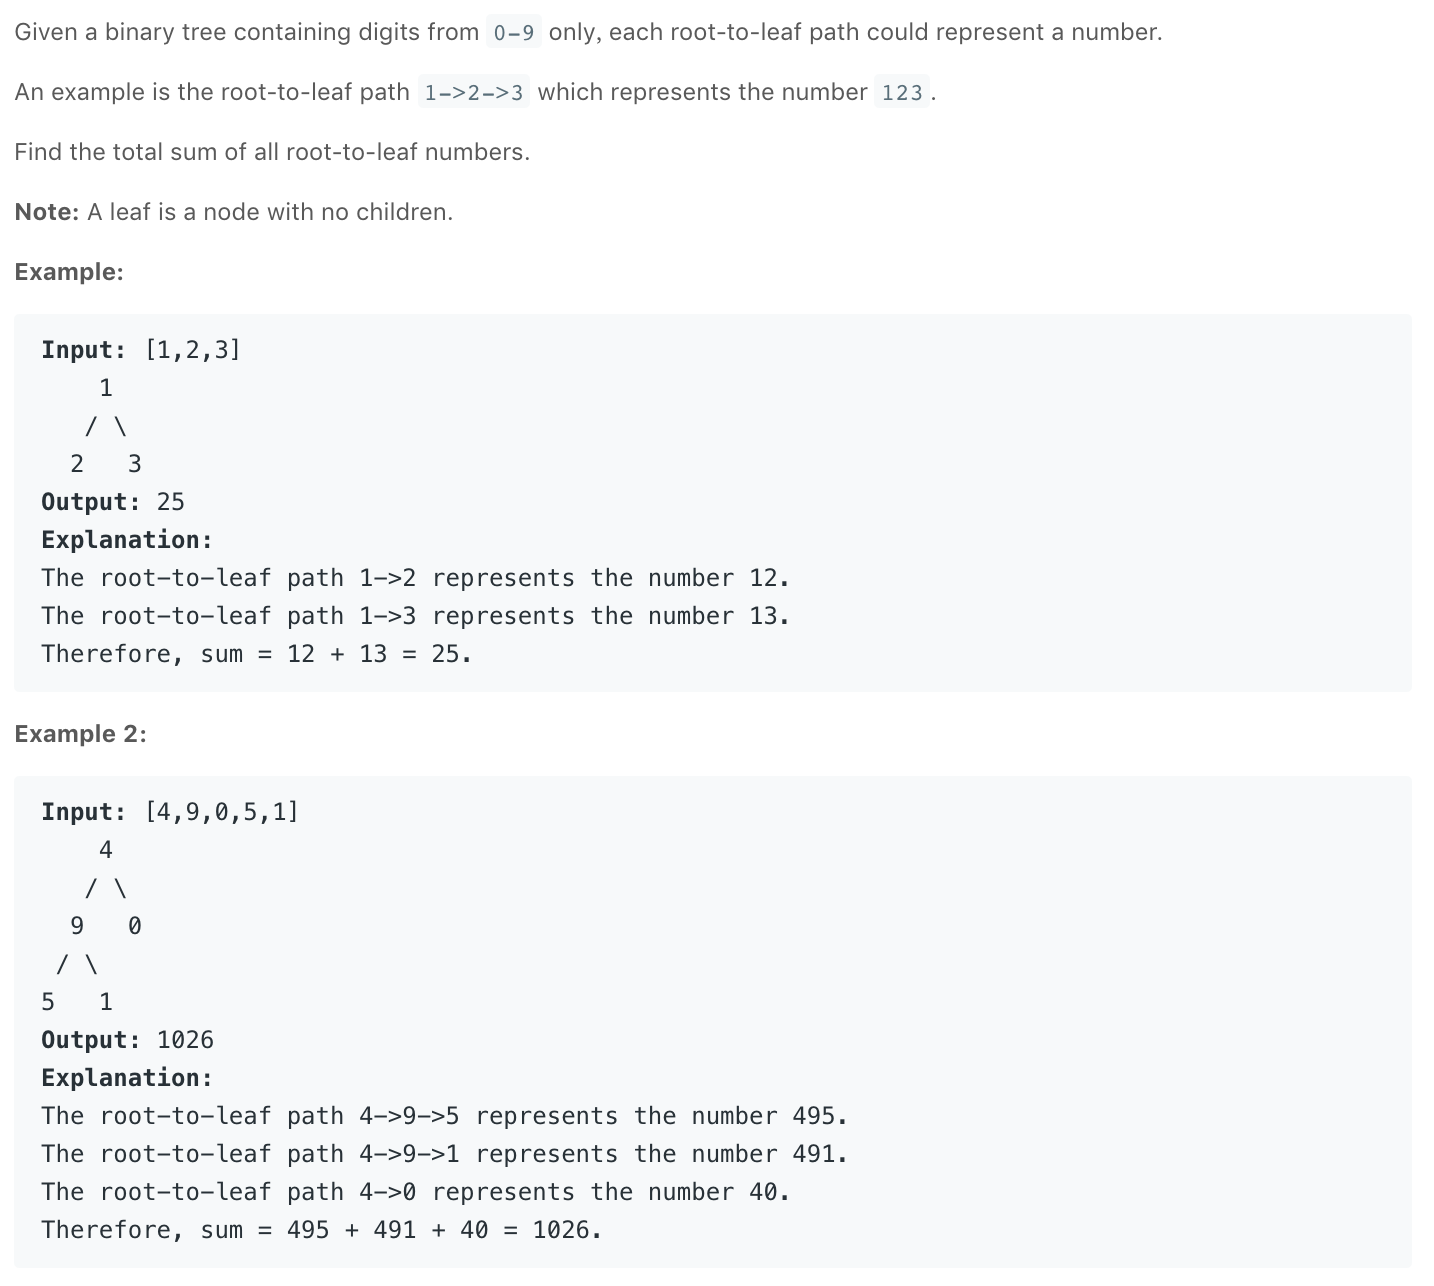 Given a binary tree containing digits from 0-9 only, each root-to-leaf path could represent a number.
An example is the root-to-leaf path 1->2->3 which represents the number 123.
Find the total sum of all root-to-leaf numbers.
Note: A leaf is a node with no children.
Example:
Input: [1,2,3]
    1
   / \
  2   3
Output: 25
Explanation:
The root-to-leaf path 1->2 represents the number 12.
The root-to-leaf path 1->3 represents the number 13.
Therefore, sum = 12 + 13 = 25.
Example 2:
Input: [4,9,0,5,1]
    4
   / \
  9   0
 / \
5   1
Output: 1026
Explanation:
The root-to-leaf path 4->9->5 represents the number 495.
The root-to-leaf path 4->9->1 represents the number 491.
The root-to-leaf path 4->0 represents the number 40.
Therefore, sum = 495 + 491 + 40 = 1026.